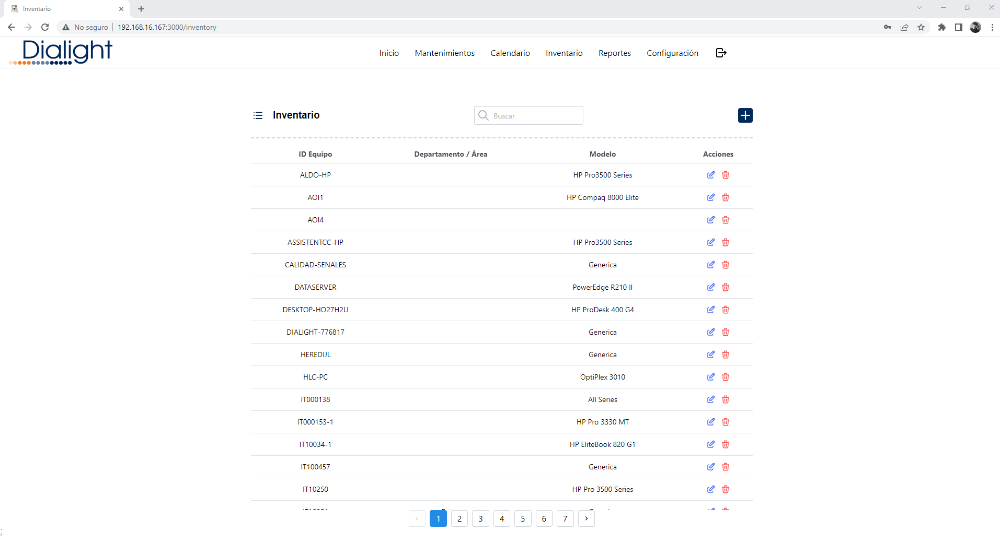 Inventario
No seguro
192.168.16.167:3000/inventory
Dialight
Inicio Mantenimientos Calendario Inventario Reportes Configuración
Inventario
Buscar
ID Equipo Departamento / Área Modelo Acciones
ALDO-HP HP Pro3500 Series
AOI1 HP Compaq 8000 Elite
AOI4
ASSISTENTCC-HP HP Pro3500 Series
CALIDAD-SENALES Generica
DATASERVER PowerEdge R210 II
DESKTOP-HO27H2U HP ProDesk 400 G4
DIALIGHT-776817 Generica
HEREDIJL Generica
HLC-PC OptiPlex 3010
IT000138 All Series
IT000153-1 HP Pro 3330 MT
IT10034-1 HP EliteBook 820 G1
IT100457 Generica
IT10250 HP Pro 3500 Series
1 2 3 4 5 6 7
;